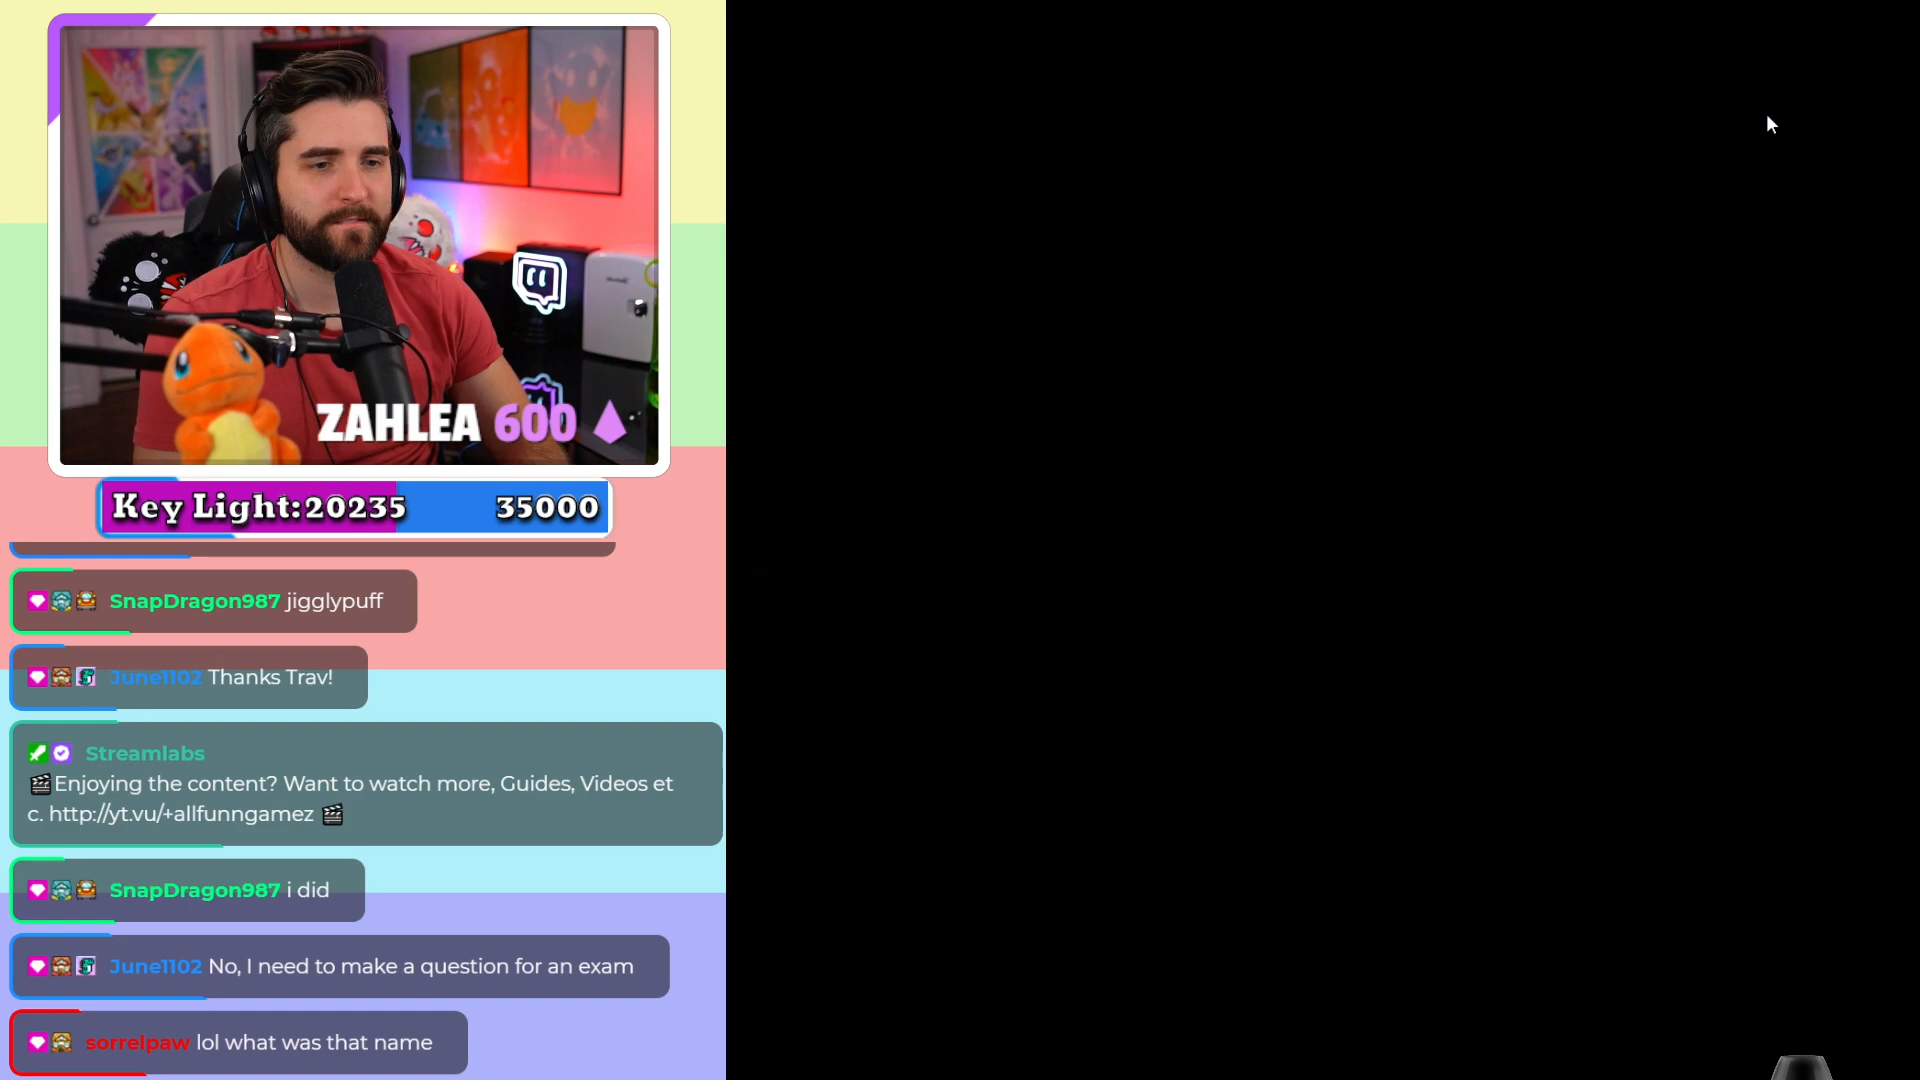 ZAHLEA 600
Key Light:20235 35000
SnapDragon987 jigglypuff
June1102 Thanks Trav!
Streamlabs
🎬Enjoying the content? Want to watch more, Guides, Videos et
c. http://yt.vu/+allfunngamez 🎬
SnapDragon987 i did
June1102 No, I need to make a question for an exam
sorrelpaw lol what was that name